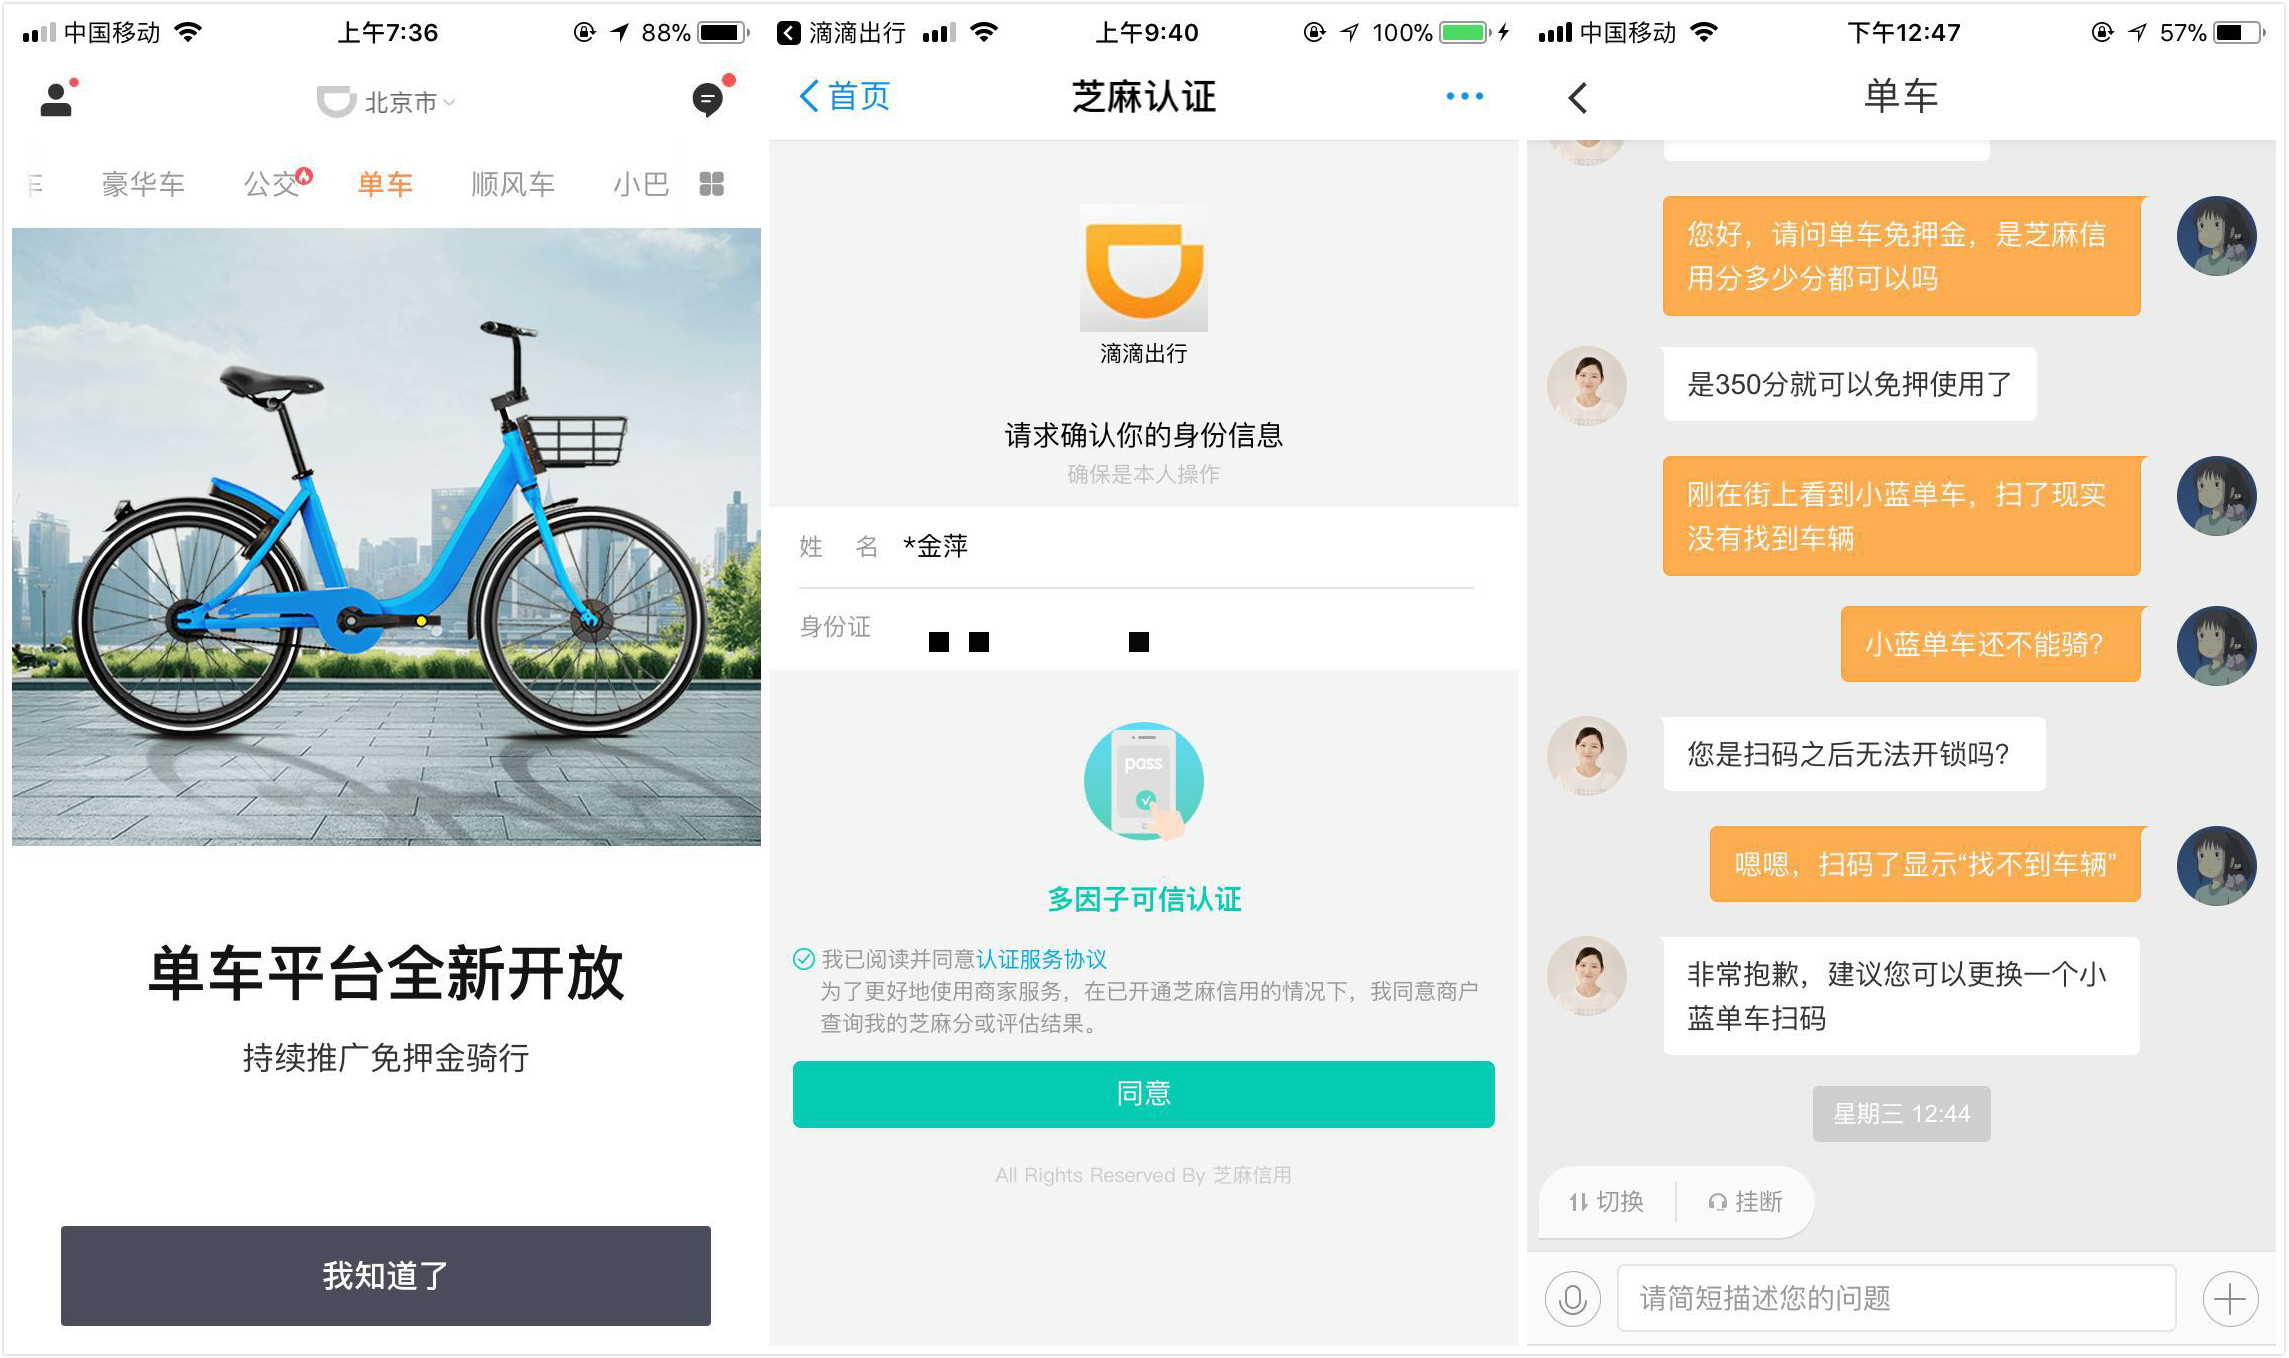 中国移动
上午7:36
88%
北京市
豪华车
公交
单车
顺风车
小巴
单车平台全新开放
持续推广免押金骑行
我知道了
滴滴出行
上午9:40
100%
首页
芝麻认证
滴滴出行
请求确认你的身份信息
确保是本人操作
姓 名 *金萍
身份证
pass
多因子可信认证
我已阅读并同意认证服务协议
为了更好地使用商家服务，在已开通芝麻信用的情况下，我同意商户
查询我的芝麻分或评估结果。
同意
All Rights Reserved By 芝麻信用
中国移动
下午12:47
57%
单车
您好，请问单车免押金，是芝麻信
用分多少分都可以吗
是350分就可以免押使用了
刚在街上看到小蓝单车，扫了现实
没有找到车辆
小蓝单车还不能骑？
您是扫码之后无法开锁吗？
嗯嗯，扫码了显示“找不到车辆”
非常抱歉，建议您可以更换一个小
蓝单车扫码
星期三 12:44
切换
挂断
请简短描述您的问题